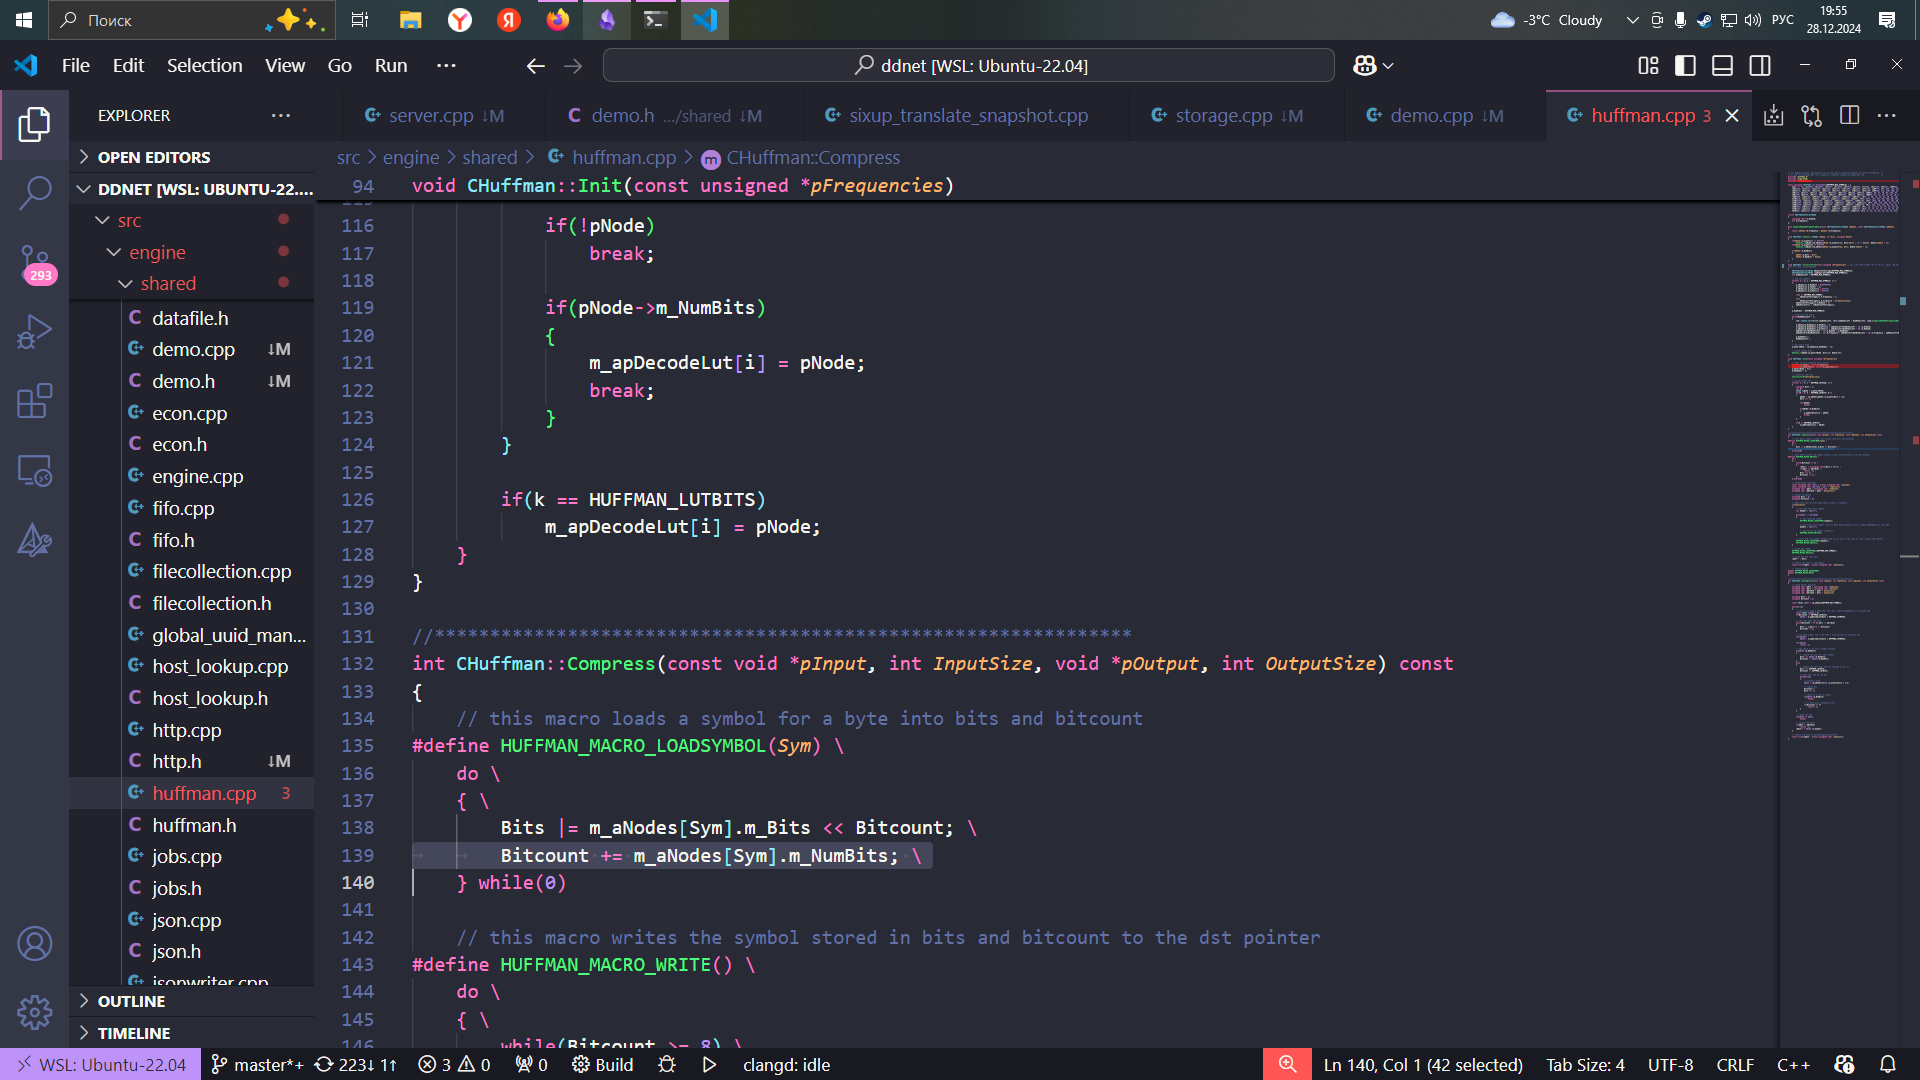 Поиск
-3°C Cloudy
РУС
19:55
28.12.2024
File Edit Selection View Go Run ···
ddnet [WSL: Ubuntu-22.04]
EXPLORER ···
server.cpp ↓M
demo.h .../shared ↓M
sixup_translate_snapshot.cpp
storage.cpp ↓M
demo.cpp ↓M
huffman.cpp 3
OPEN EDITORS
DDNET [WSL: UBUNTU-22....
src
engine
shared
datafile.h
demo.cpp ↓M
demo.h ↓M
econ.cpp
econ.h
engine.cpp
fifo.cpp
fifo.h
filecollection.cpp
filecollection.h
global_uuid_man...
host_lookup.cpp
host_lookup.h
http.cpp
http.h ↓M
huffman.cpp 3
huffman.h
jobs.cpp
jobs.h
json.cpp
json.h
jsonwriter.cpp
OUTLINE
TIMELINE
293
src > engine > shared > huffman.cpp > CHuffman::Compress
94 void CHuffman::Init(const unsigned *pFrequencies)
116 if(!pNode)
117 break;
118
119 if(pNode->m_NumBits)
120 {
121 m_apDecodeLut[i] = pNode;
122 break;
123 }
124 }
125
126 if(k == HUFFMAN_LUTBITS)
127 m_apDecodeLut[i] = pNode;
128 }
129 }
130
131 //***************************************************************
132 int CHuffman::Compress(const void *pInput, int InputSize, void *pOutput, int OutputSize) const
133 {
134 // this macro loads a symbol for a byte into bits and bitcount
135 #define HUFFMAN_MACRO_LOADSYMBOL(Sym) \
136 do \
137 { \
138 Bits |= m_aNodes[Sym].m_Bits << Bitcount; \
139 Bitcount += m_aNodes[Sym].m_NumBits; \
140 } while(0)
141
142 // this macro writes the symbol stored in bits and bitcount to the dst pointer
143 #define HUFFMAN_MACRO_WRITE() \
144 do \
145 { \
146 while(Bitcount >= 8) \
WSL: Ubuntu-22.04 master*+ 223↓ 1↑ 3 0 0 Build clangd: idle
Ln 140, Col 1 (42 selected) Tab Size: 4 UTF-8 CRLF C++